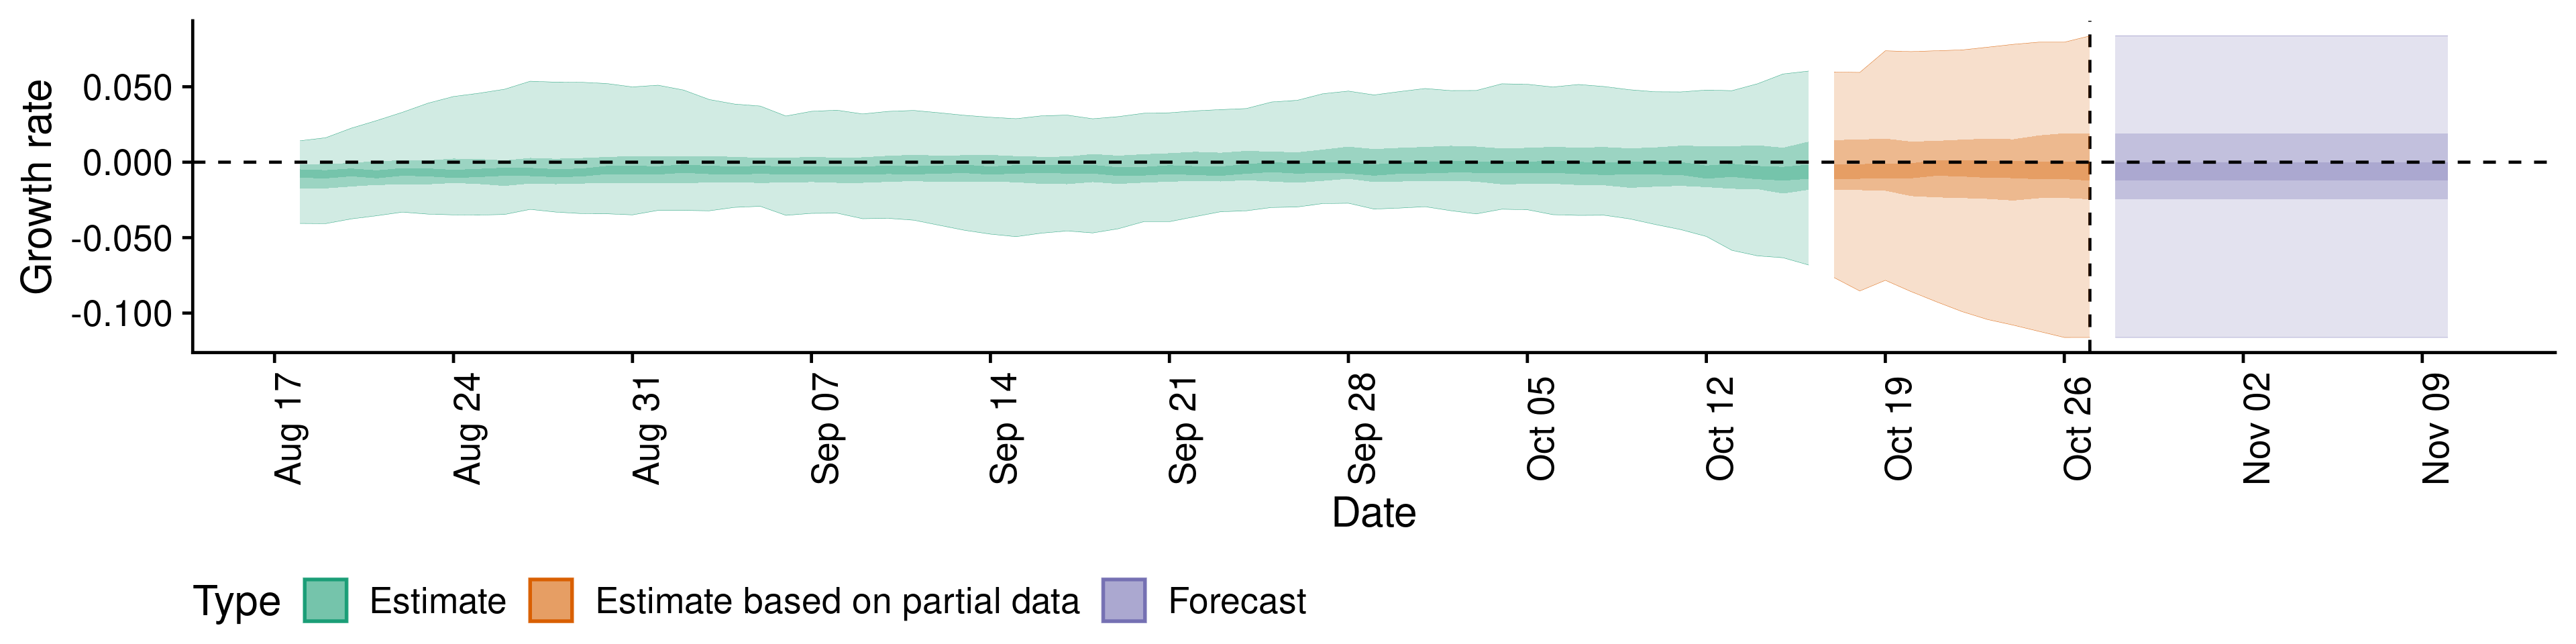 Growth rate
0.050
0.000
-0.050
-0.100
Aug 17
Aug 24
Aug 31
Sep 07
Sep 14
Sep 21
Sep 28
Oct 05
Oct 12
Oct 19
Oct 26
Nov 02
Nov 09
Date
Type Estimate Estimate based on partial data Forecast